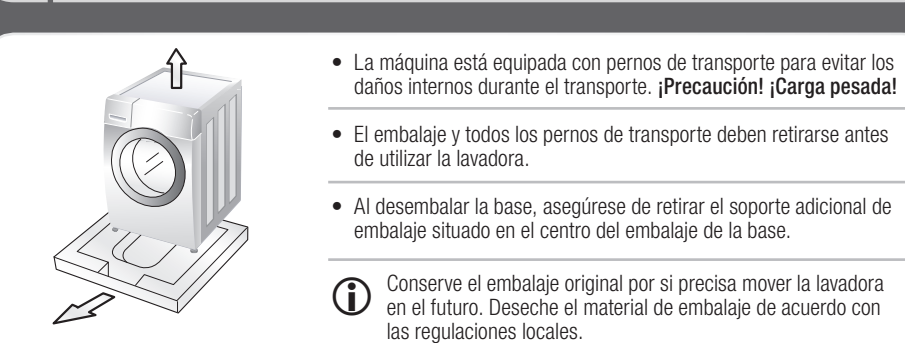 • La máquina está equipada con pernos de transporte para evitar los
daños internos durante el transporte. ¡Precaución! ¡Carga pesada!
• El embalaje y todos los pernos de transporte deben retirarse antes
de utilizar la lavadora.
• Al desembalar la base, asegúrese de retirar el soporte adicional de
embalaje situado en el centro del embalaje de la base.
Conserve el embalaje original por si precisa mover la lavadora
en el futuro. Deseche el material de embalaje de acuerdo con
las regulaciones locales.